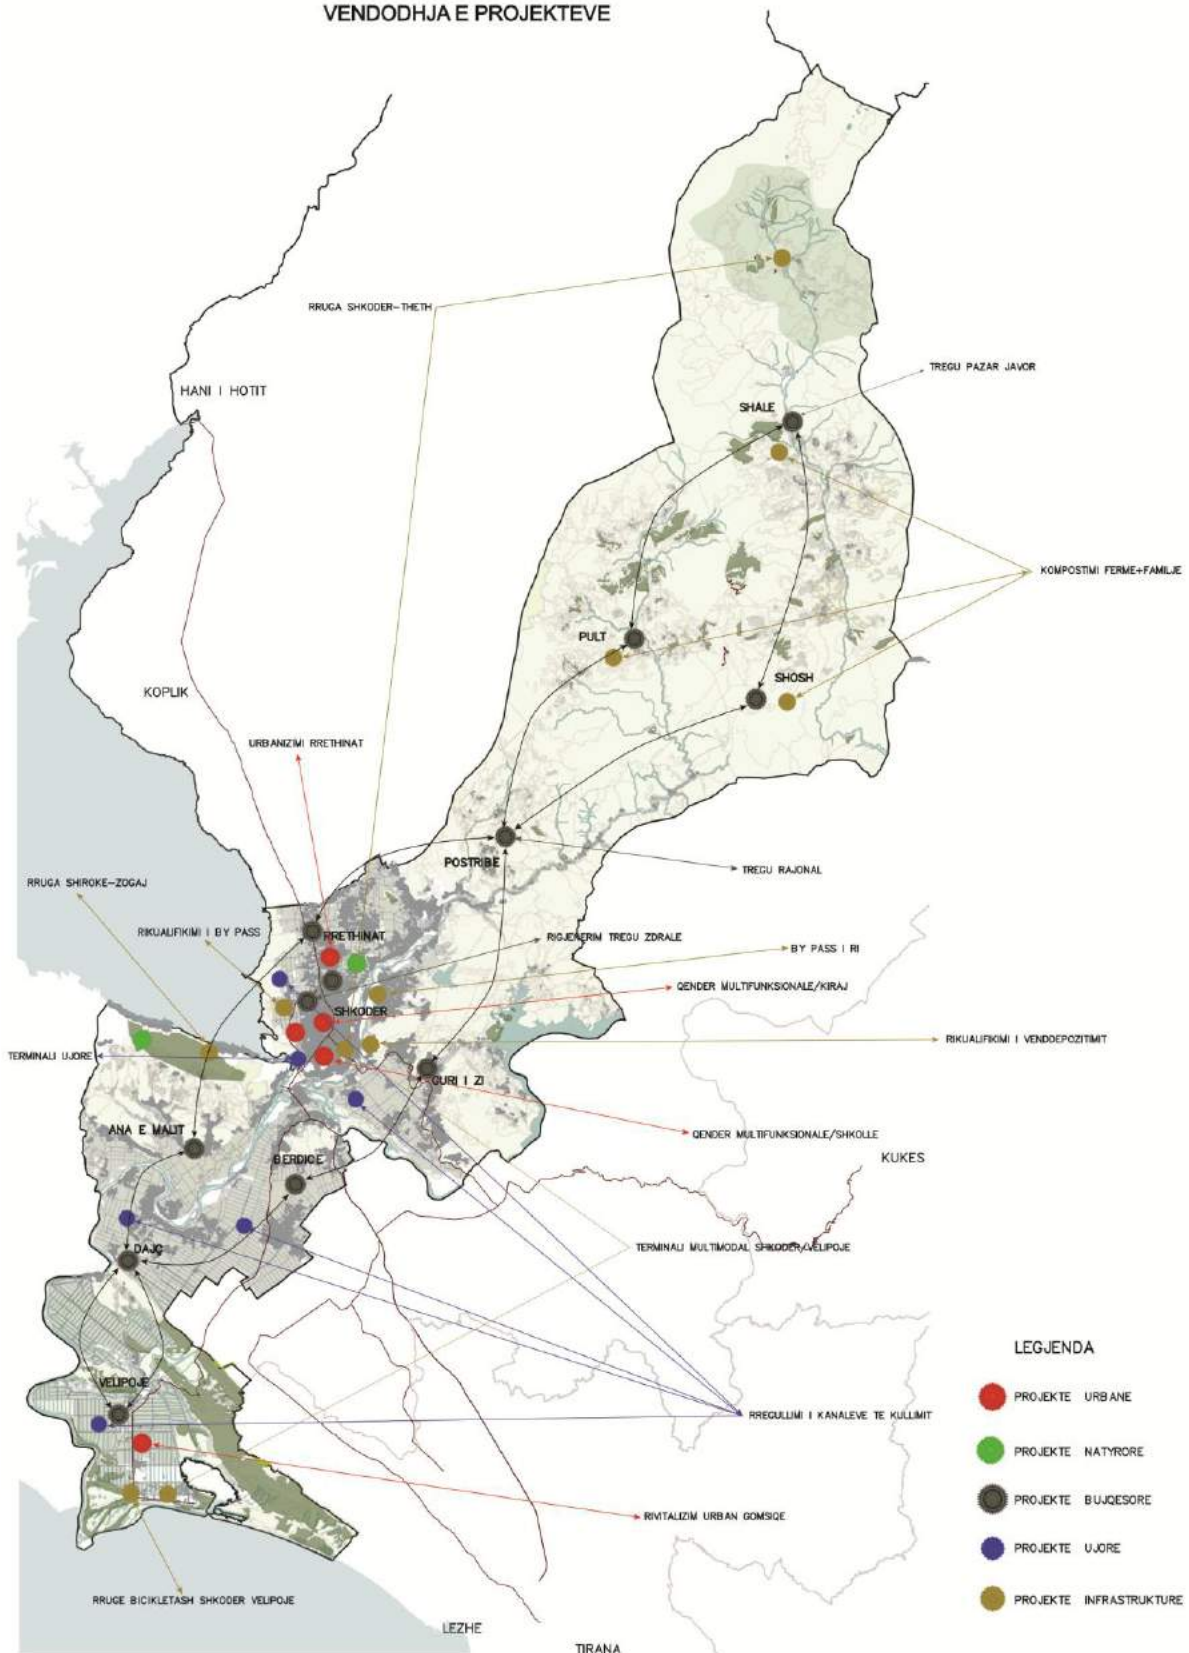 VENDODHJA E PROJEKTEVE
RRUGA SHKODER-THETH
HANI I HOTIT
TREGU PAZAR JAVOR
SHALE
KOMPOSTIMI FERME+FAMILJE
PULT
SHOSH
KOPLIK
URBANIZIMI RRETHINAT
POSTRIBE
TREGU RAJONAL
RRUGA SHIROKE-ZOGAJ
RIKUALIFIKIMI I BY PASS
RRETHINAT
RIGJENERIM TREGU ZDRALE
BY PASS I RI
QENDER MULTIFUNKSIONALE/KIRAJ
SHKODER
RIKUALIFIKIMI I VENDDEPOZITIMIT
TERMINALI UJORE
GURI I ZI
ANA E MALIT
QENDER MULTIFUNKSIONALE/SHKOLLE
BERDICE
KUKES
DAJÇ
TERMINALI MULTIMODAL SHKODER/VELIPOJE
LEGJENDA
VELIPOJE
PROJEKTE URBANE
RREGULLIMI I KANALEVE TE KULLIMIT
PROJEKTE NATYRORE
PROJEKTE BUJQESORE
RIVITALIZIM URBAN GOMSIQE
PROJEKTE UJORE
RRUGE BICIKLETASH SHKODER VELIPOJE
PROJEKTE INFRASTRUKTURE
LEZHE
TIRANA